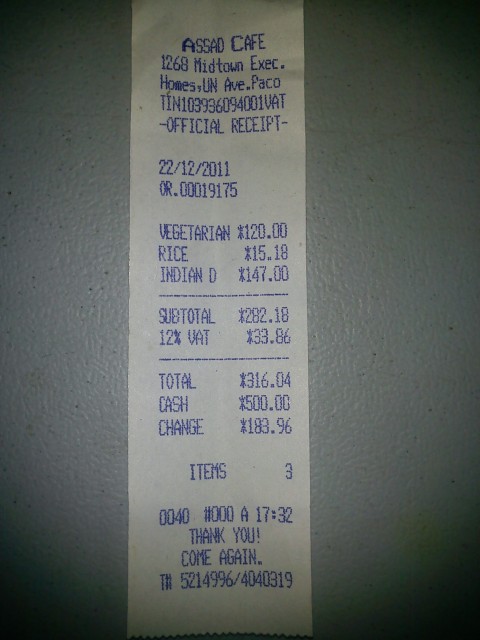 ASSAD CAFE
1268 Midtown Exec.
Homes,UN Ave.Paco
TIN103936094001VAT
-OFFICIAL RECEIPT-
22/12/2011
OR.00019175
VEGETARIAN *120.00
RICE *15.18
INDIAN D *147.00
SUBTOTAL *282.18
12% VAT *33.86
TOTAL *316.04
CASH *500.00
CHANGE *183.96
ITEMS 3
0040 #000 A 17:32
THANK YOU!
COME AGAIN.
T# 5214996/4040319